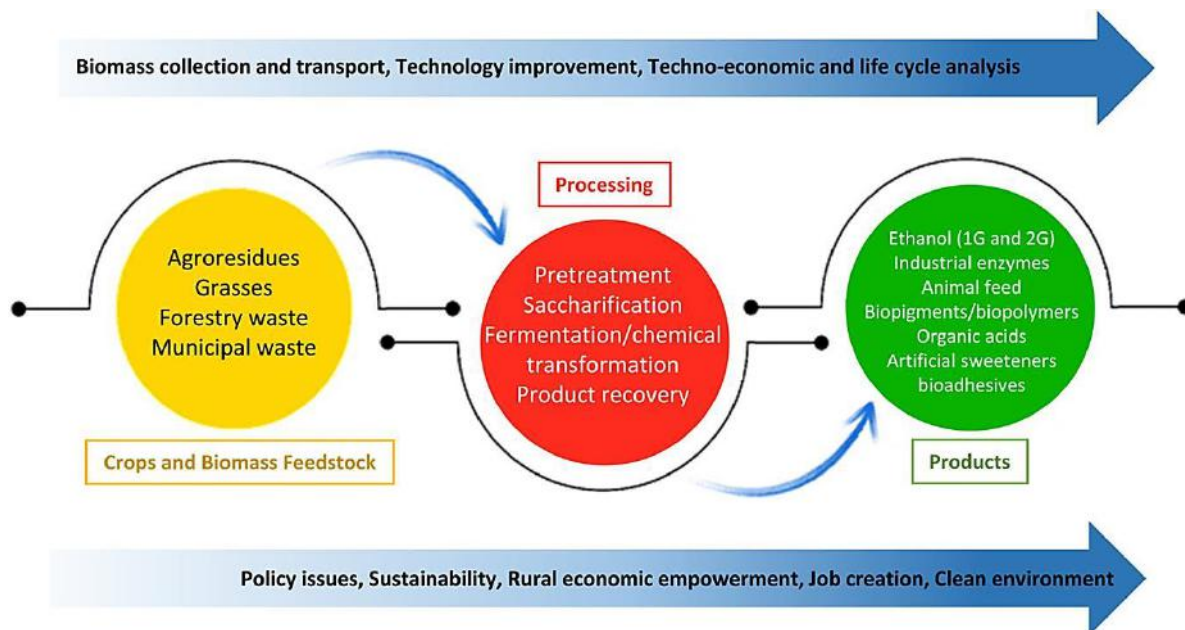 Biomass collection and transport, Technology improvement, Techno-economic and life cycle analysis
Agroresidues
Grasses
Forestry waste
Municipal waste
Crops and Biomass Feedstock
Processing
Pretreatment
Saccharification
Fermentation/chemical
transformation
Product recovery
Ethanol (1G and 2G)
Industrial enzymes
Animal feed
Biopigments/biopolymers
Organic acids
Artificial sweeteners
bioadhesives
Products
Policy issues, Sustainability, Rural economic empowerment, Job creation, Clean environment